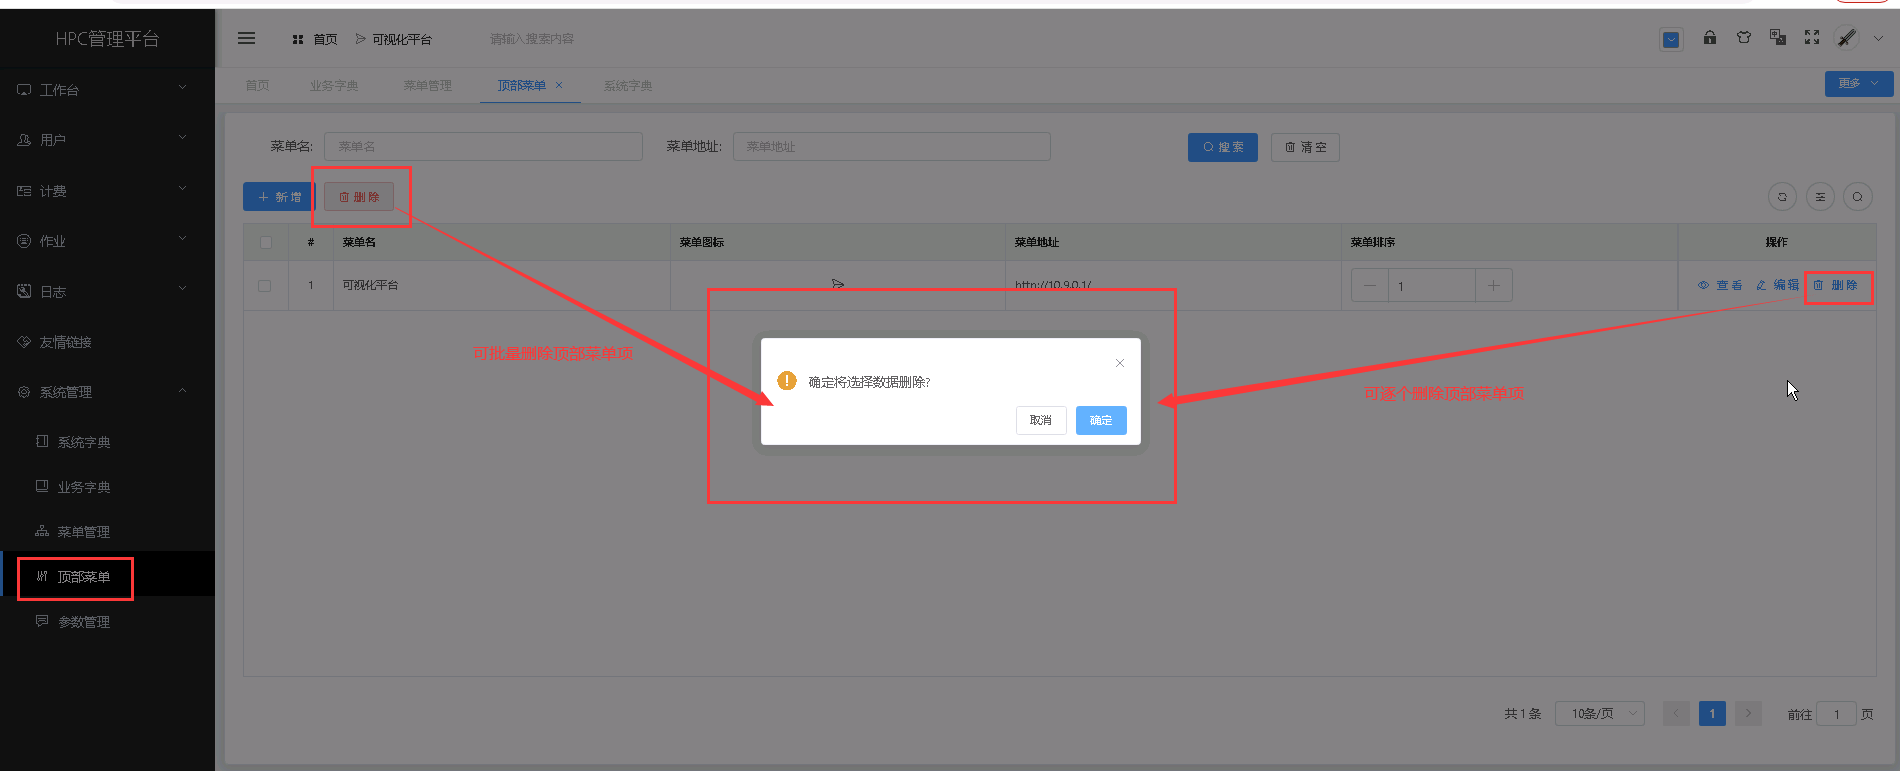 HPC管理平台
首页
可视化平台
请输入搜索内容
工作台
用户
计费
作业
日志
友情链接
系统管理
系统字典
业务字典
菜单管理
顶部菜单
参数管理
首页
业务字典
菜单管理
顶部菜单
系统字典
更多
菜单名:
菜单名
菜单地址:
菜单地址
搜索
清空
新增
删除
#
菜单名
菜单图标
菜单地址
菜单排序
操作
1
可视化平台
http://10.9.0.1/
1
查看
编辑
删除
可批量删除顶部菜单项
确定将选择数据删除?
取消
确定
可逐个删除顶部菜单项
共 1 条
10条/页
1
前往
1
页